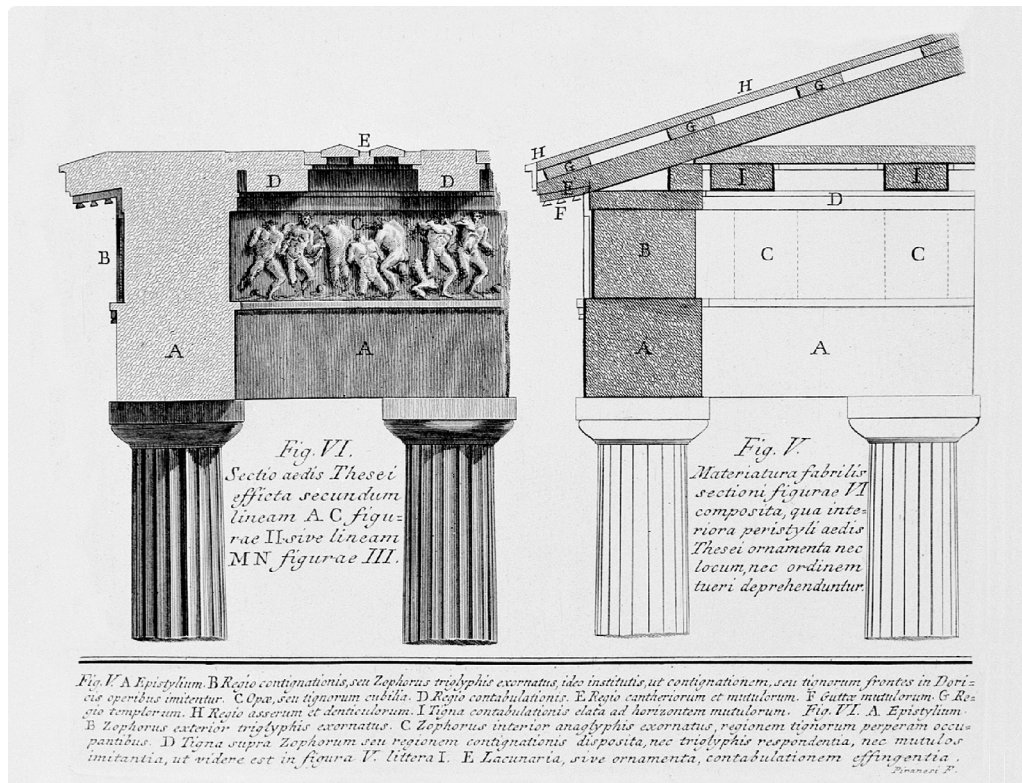 H
G
H
G
H
G
E
F
I
I
D
B
C
C
A
A
E
D
D
C
B
A
A
Fig. VI.
Sectio aedis Thesei
efficta secundum
lineam A C figu=
rae II. sive lineam
M N figurae III.
Fig. V.
Materiatura fabrilis
sectioni figurae VI
composita, qua inte=
riora peristyli aedis
Thesei ornamenta nec
locum, nec ordinem
tueri deprehenduntur.
Fig. V. A Epistylium. B Regio contignationis, seu Zophorus triglyphis exornatus, ideo institutis, ut contignationem, seu tignorum frontes in Dori=
cis operibus imitentur. C Opae, seu tignorum cubilia. D Regio contabulationis. E Regio cantheriorum et mutulorum. F Guttae mutulorum. G Re=
gio templorum. H Regio asserum et denticulorum. I Tigna contabulationis elata ad horizontem mutulorum. Fig. VI. A. Epistylium.
B Zophorus exterior triglyphis exornatus. C. Zophorus interior anaglyphis exornatus, regionem tignorum perperam occu=
pantibus. D Tigna supra Zophorum seu regionem contignationis disposita, nec triglyphis respondentia, nec mutulos
imitantia, ut videre est in figura V. littera I. E Lacunaria, sive ornamenta, contabulationem effingentia.
Piranesi F.